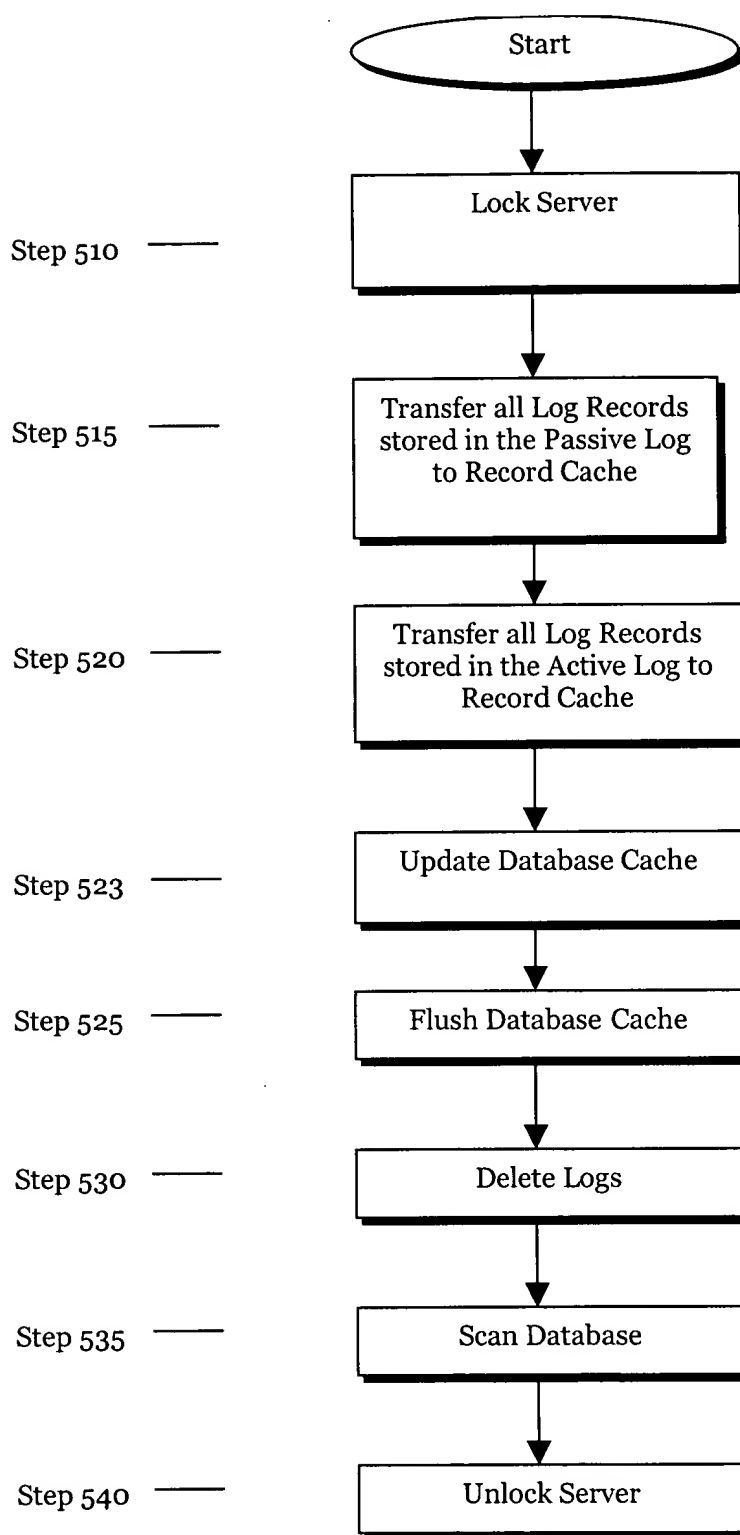 Start
Lock Server
Step 510
Transfer all Log Records
stored in the Passive Log
to Record Cache
Step 515
Transfer all Log Records
stored in the Active Log to
Record Cache
Step 520
Update Database Cache
Step 523
Flush Database Cache
Step 525
Delete Logs
Step 530
Scan Database
Step 535
Unlock Server
Step 540